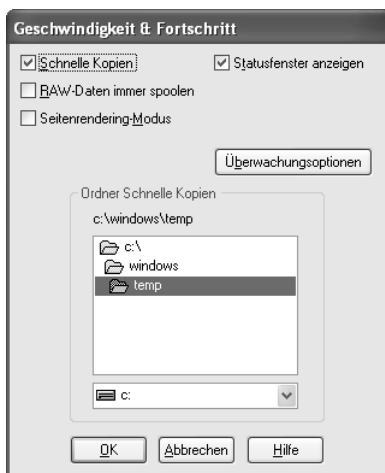 Geschwindigkeit & Fortschritt
Schnelle Kopien
Statusfenster anzeigen
RAW-Daten immer spoolen
Seitenrendering-Modus
Überwachungsoptionen
Ordner Schnelle Kopien
c:\windows\temp
c:\
windows
temp
c:
OK
Abbrechen
Hilfe